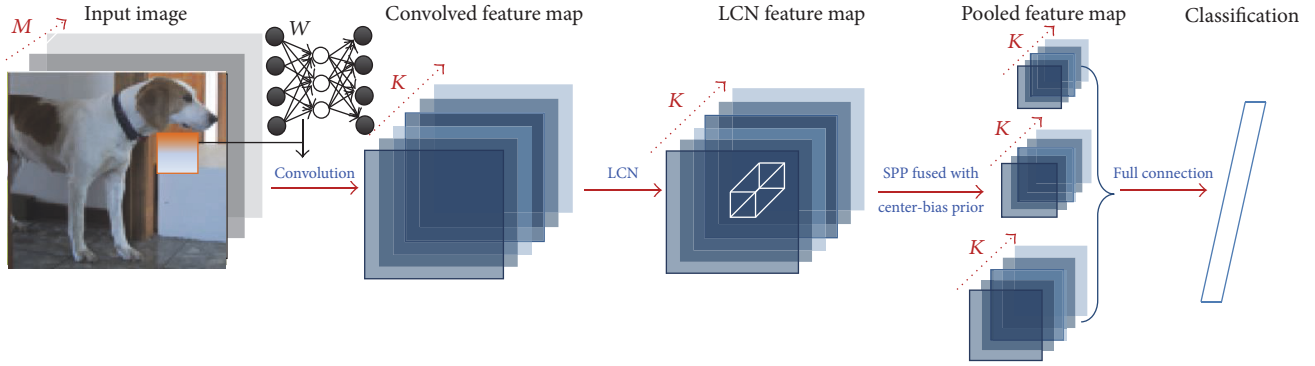 Input image
Convolved feature map
LCN feature map
Pooled feature map
Classification
M
W
K
K
K
K
K
Convolution
LCN
SPP fused with
center-bias prior
Full connection